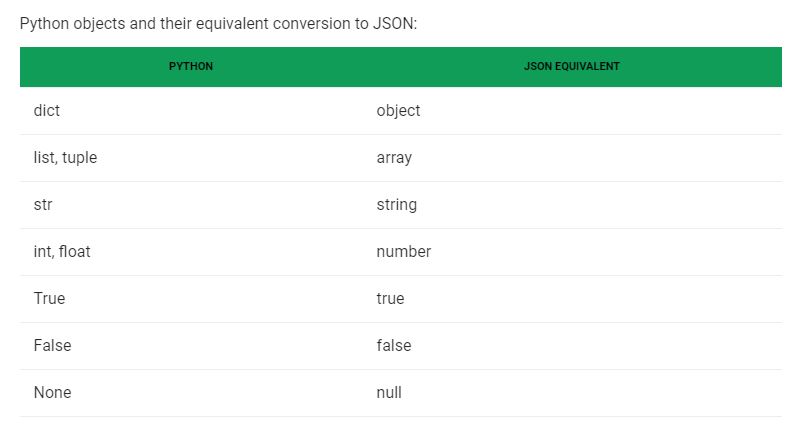 Python objects and their equivalent conversion to JSON:
PYTHON JSON EQUIVALENT
dict object
list, tuple array
str string
int, float number
True true
False false
None null